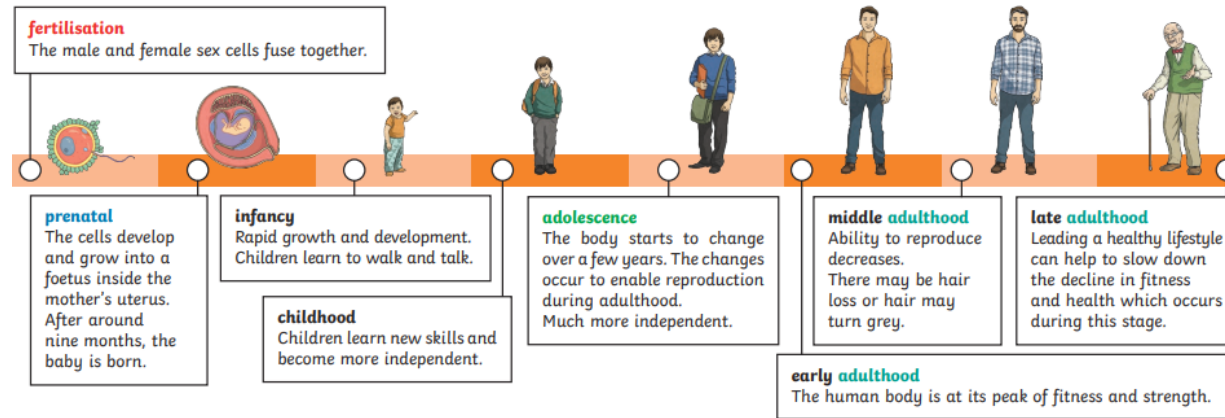 fertilisation
The male and female sex cells fuse together.
prenatal
The cells develop
and grow into a
foetus inside the
mother's uterus.
After around
nine months, the
baby is born.
infancy
Rapid growth and development.
Children learn to walk and talk.
childhood
Children learn new skills and
become more independent.
adolescence
The body starts to change
over a few years. The changes
occur to enable reproduction
during adulthood.
Much more independent.
early adulthood
The human body is at its peak of fitness and strength.
middle adulthood
Ability to reproduce
decreases.
There may be hair
loss or hair may
turn grey.
late adulthood
Leading a healthy lifestyle
can help to slow down
the decline in fitness
and health which occurs
during this stage.